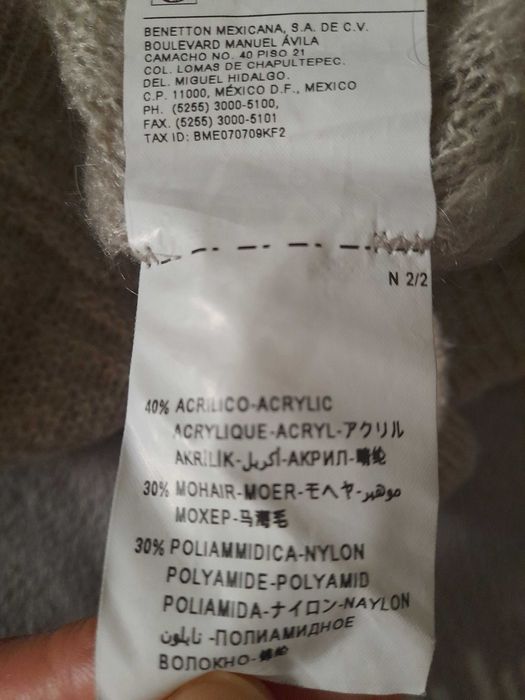 BENETTON MEXICANA, S.A. DE C.V.
BOULEVARD MANUEL ÁVILA
CAMACHO NO. 40 PISO 21
COL. LOMAS DE CHAPULTEPEC.
DEL. MIGUEL HIDALGO.
C.P. 11000, MÉXICO D.F., MEXICO
PH. (5255) 3000-5100,
FAX. (5255) 3000-5101
TAX ID: BME070709KF2
N 2/2
40% ACRILICO-ACRYLIC
ACRYLIQUE-ACRYL-アクリル
AKRİLİK-أكريل-АКРИЛ-腈纶
30% MOHAIR-MOER-モヘヤ-موهير
МОХЕР-马海毛
30% POLIAMMIDICA-NYLON
POLYAMIDE-POLYAMID
POLIAMIDA-ナイロン-NAYLON
نايلون-ПОЛИАМИДНОЕ
ВОЛОКНО-锦纶